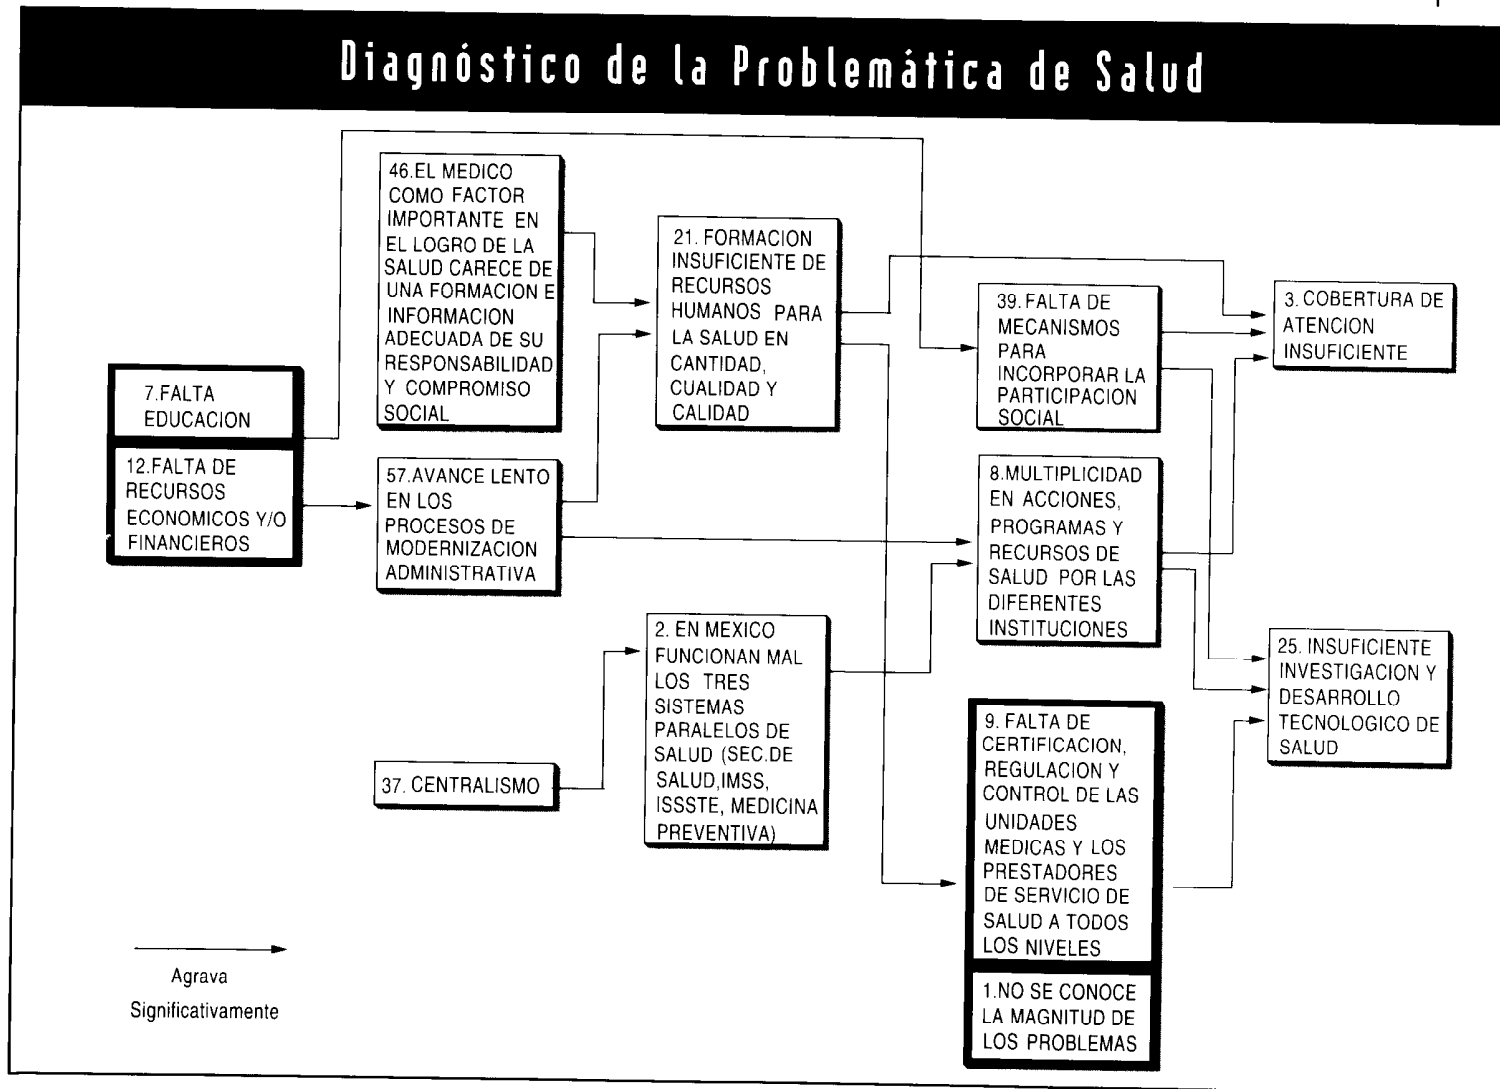 Diagnóstico de la Problemática de Salud
46.EL MEDICO
COMO FACTOR
IMPORTANTE EN
EL LOGRO DE LA
SALUD CARECE DE
UNA FORMACION E
INFORMACION
ADECUADA DE SU
RESPONSABILIDAD
Y COMPROMISO
SOCIAL
21. FORMACION
INSUFICIENTE DE
RECURSOS
HUMANOS PARA
LA SALUD EN
CANTIDAD,
CUALIDAD Y
CALIDAD
39. FALTA DE
MECANISMOS
PARA
INCORPORAR LA
PARTICIPACION
SOCIAL
3. COBERTURA DE
ATENCION
INSUFICIENTE
7.FALTA
EDUCACION
12.FALTA DE
RECURSOS
ECONOMICOS Y/O
FINANCIEROS
57.AVANCE LENTO
EN LOS
PROCESOS DE
MODERNIZACION
ADMINISTRATIVA
8.MULTIPLICIDAD
EN ACCIONES,
PROGRAMAS Y
RECURSOS DE
SALUD POR LAS
DIFERENTES
INSTITUCIONES
2. EN MEXICO
FUNCIONAN MAL
LOS TRES
SISTEMAS
PARALELOS DE
SALUD (SEC.DE
SALUD,IMSS,
ISSSTE, MEDICINA
PREVENTIVA)
25. INSUFICIENTE
INVESTIGACION Y
DESARROLLO
TECNOLOGICO DE
SALUD
37. CENTRALISMO
9. FALTA DE
CERTIFICACION,
REGULACION Y
CONTROL DE LAS
UNIDADES
MEDICAS Y LOS
PRESTADORES
DE SERVICIO DE
SALUD A TODOS
LOS NIVELES
1.NO SE CONOCE
LA MAGNITUD DE
LOS PROBLEMAS
Agrava
Significativamente